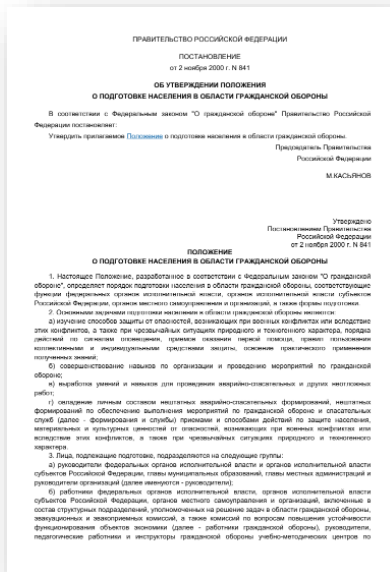 ПРАВИТЕЛЬСТВО РОССИЙСКОЙ ФЕДЕРАЦИИ
ПОСТАНОВЛЕНИЕ
от 2 ноября 2000 г. N 841
ОБ УТВЕРЖДЕНИИ ПОЛОЖЕНИЯ
О ПОДГОТОВКЕ НАСЕЛЕНИЯ В ОБЛАСТИ ГРАЖДАНСКОЙ ОБОРОНЫ
В соответствии с Федеральным законом "О гражданской обороне" Правительство Российской
Федерации постановляет:
Утвердить прилагаемое Положение о подготовке населения в области гражданской обороны.
Председатель Правительства
Российской Федерации
М.КАСЬЯНОВ
Утверждено
Постановлением Правительства
Российской Федерации
от 2 ноября 2000 г. N 841
ПОЛОЖЕНИЕ
О ПОДГОТОВКЕ НАСЕЛЕНИЯ В ОБЛАСТИ ГРАЖДАНСКОЙ ОБОРОНЫ
1. Настоящее Положение, разработанное в соответствии с Федеральным законом "О гражданской
обороне", определяет порядок подготовки населения в области гражданской обороны, соответствующие
функции федеральных органов исполнительной власти, органов исполнительной власти субъектов
Российской Федерации, органов местного самоуправления и организаций, а также формы подготовки.
2. Основными задачами подготовки населения в области гражданской обороны являются:
а) изучение способов защиты от опасностей, возникающих при военных конфликтах или вследствие
этих конфликтов, а также при чрезвычайных ситуациях природного и техногенного характера, порядка
действий по сигналам оповещения, приемов оказания первой помощи, правил пользования
коллективными и индивидуальными средствами защиты, освоение практического применения
полученных знаний;
б) совершенствование навыков по организации и проведению мероприятий по гражданской
обороне;
в) выработка умений и навыков для проведения аварийно-спасательных и других неотложных
работ;
г) овладение личным составом нештатных аварийно-спасательных формирований, нештатных
формирований по обеспечению выполнения мероприятий по гражданской обороне и спасательных
служб (далее - формирования и службы) приемами и способами действий по защите населения,
материальных и культурных ценностей от опасностей, возникающих при военных конфликтах или
вследствие этих конфликтов, а также при чрезвычайных ситуациях природного и техногенного
характера.
3. Лица, подлежащие подготовке, подразделяются на следующие группы:
а) руководители федеральных органов исполнительной власти и органов исполнительной власти
субъектов Российской Федерации, главы муниципальных образований, главы местных администраций и
руководители организаций (далее именуются - руководители);
б) работники федеральных органов исполнительной власти, органов исполнительной власти
субъектов Российской Федерации, органов местного самоуправления и организаций, включенные в
состав структурных подразделений, уполномоченных на решение задач в области гражданской обороны,
эвакуационных и эвакоприемных комиссий, а также комиссий по вопросам повышения устойчивости
функционирования объектов экономики (далее - работники гражданской обороны), руководители,
педагогические работники и инструкторы гражданской обороны учебно-методических центров по